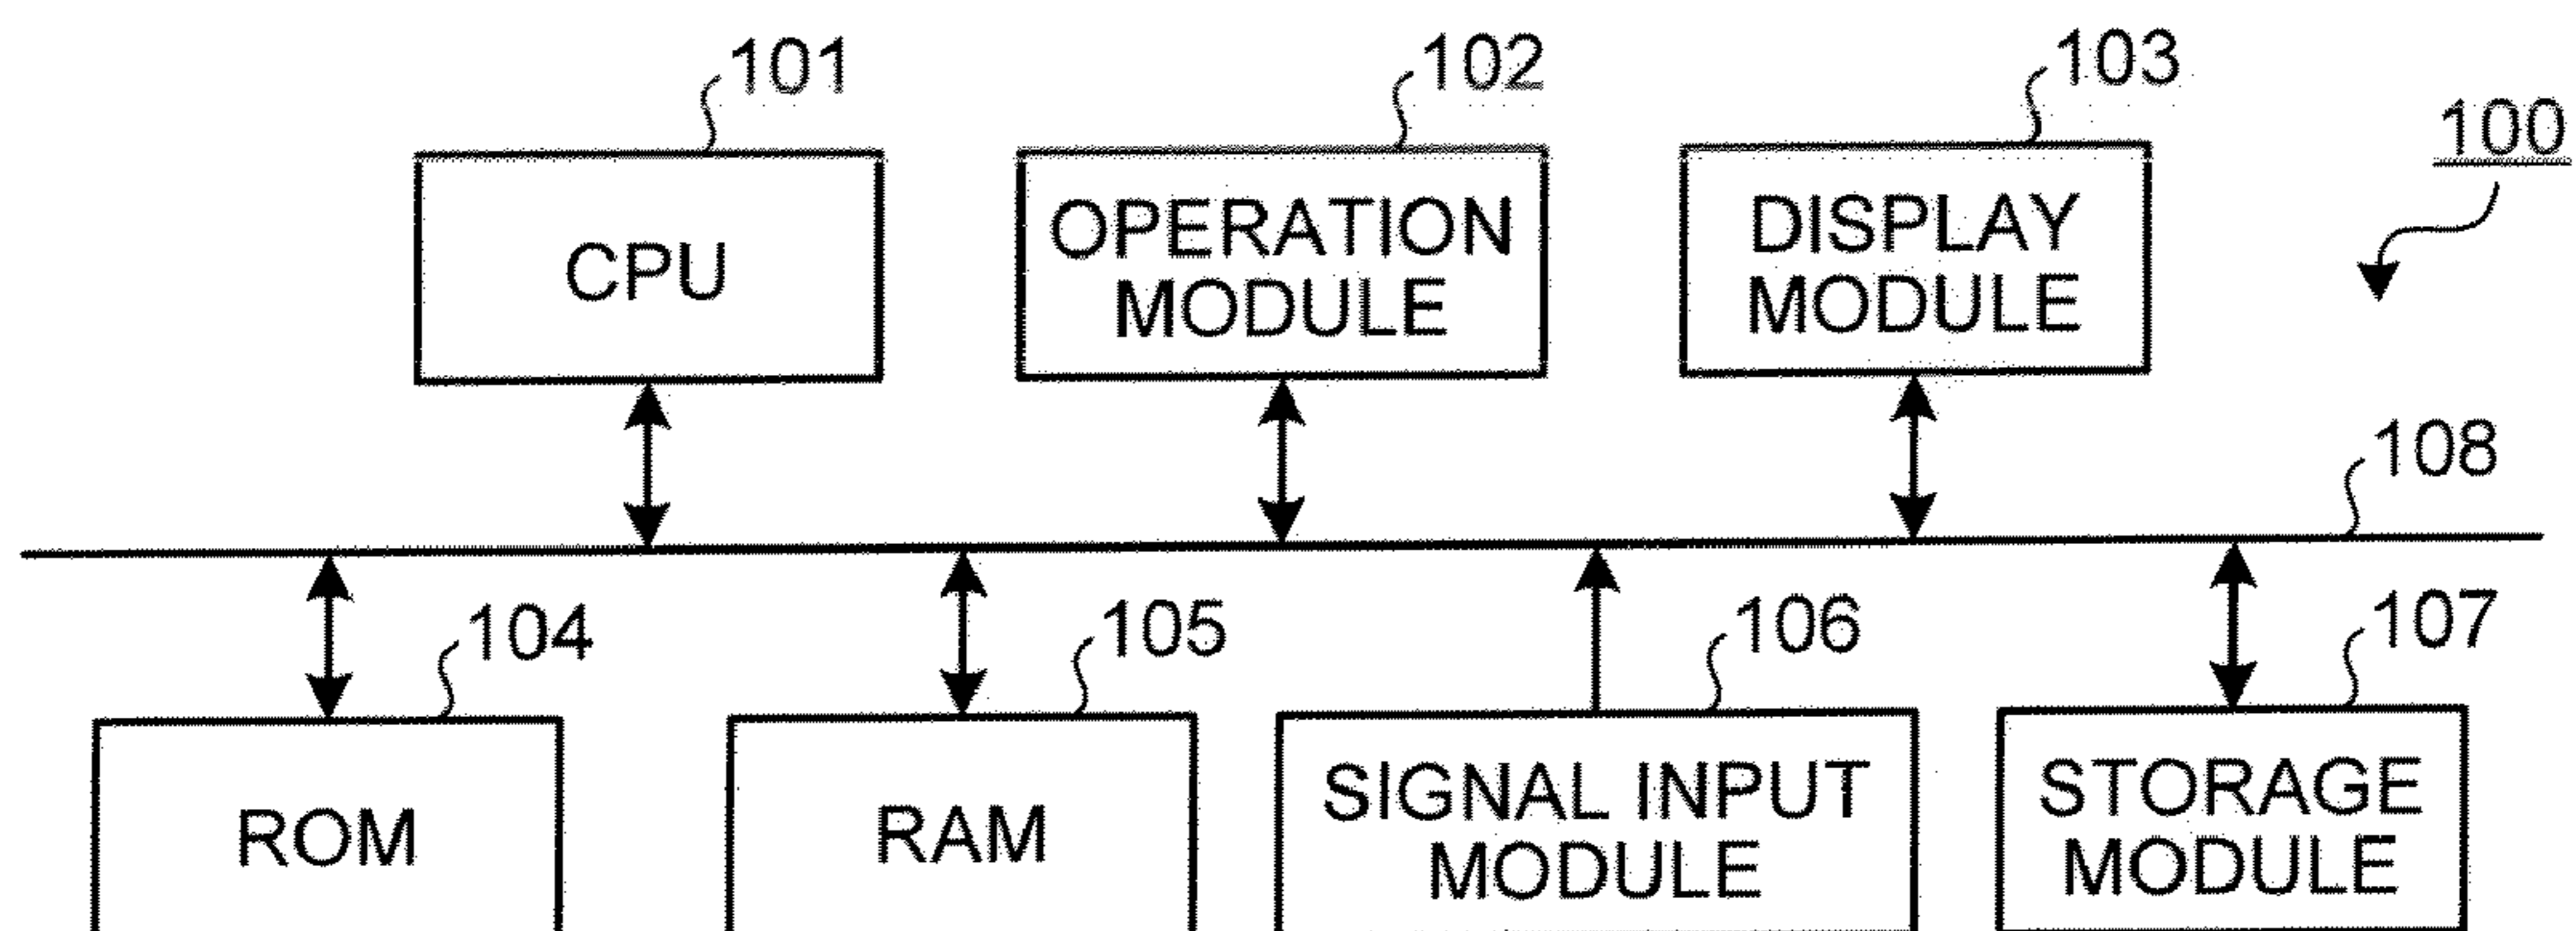 101
102
103
100
CPU
OPERATION
MODULE
DISPLAY
MODULE
108
104
105
106
107
ROM
RAM
SIGNAL INPUT
MODULE
STORAGE
MODULE